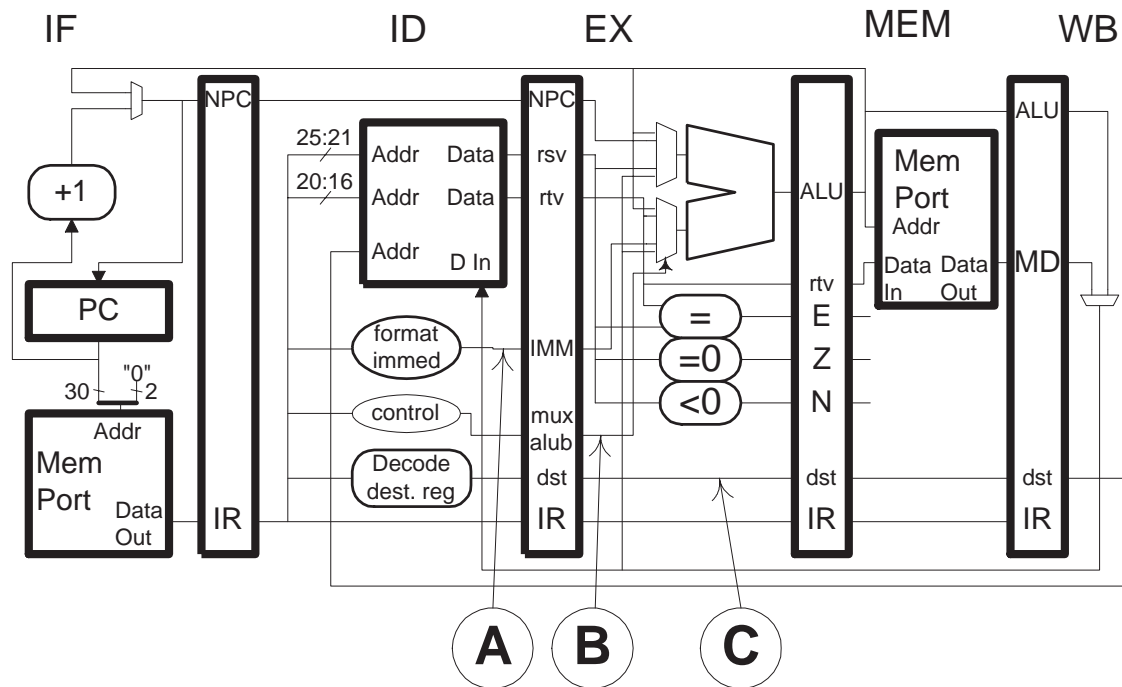 IF
ID
EX
MEM
WB
NPC
+1
PC
30
"0"
2
Addr
Mem
Port
Data
Out
IR
25:21
20:16
Addr
Data
Addr
Data
Addr
D In
format
immed
control
Decode
dest. reg
NPC
rsv
rtv
IMM
mux
alub
dst
IR
=
=0
<0
ALU
rtv
E
Z
N
dst
IR
Mem
Port
Addr
Data
In
Data
Out
ALU
MD
dst
IR
A
B
C